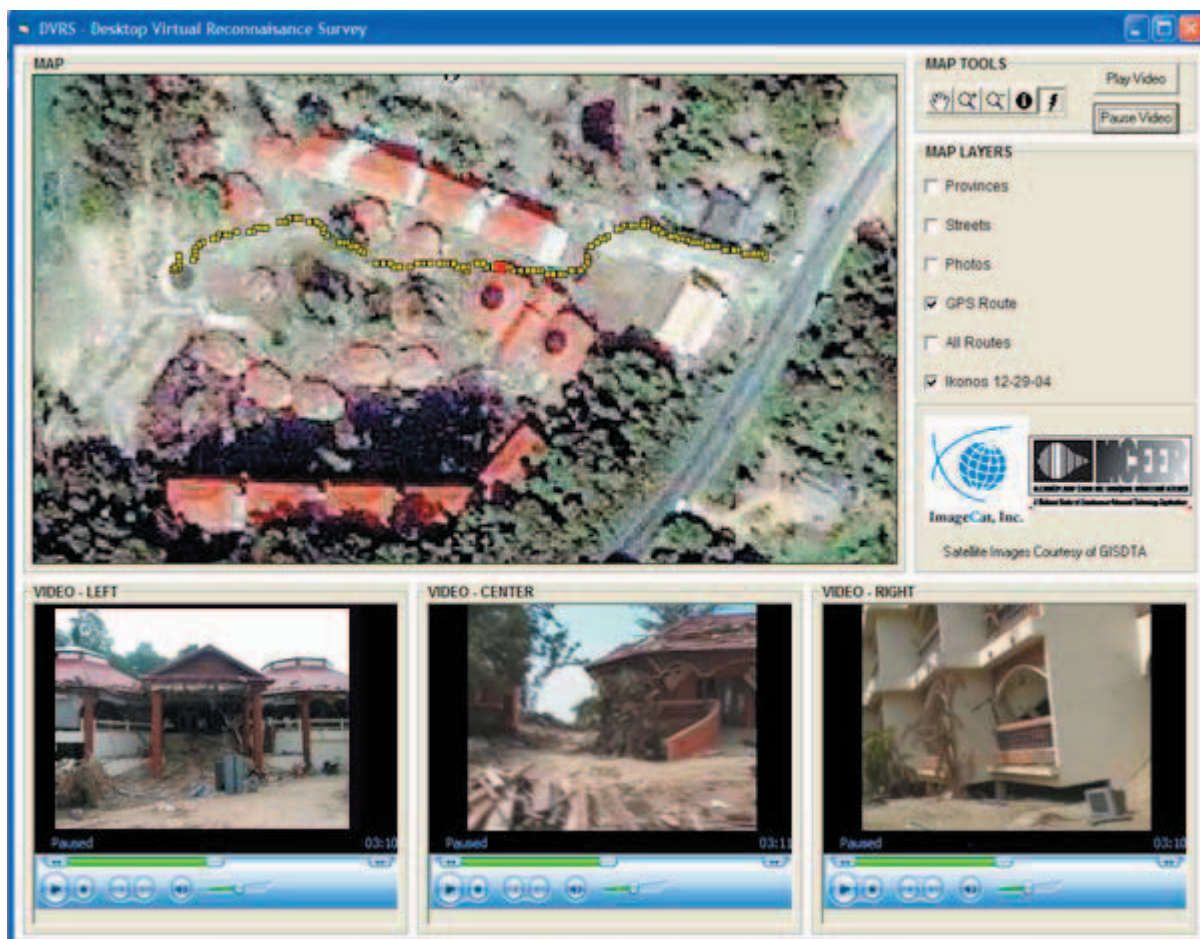 DVRS - Desktop Virtual Reconnaisance Survey
MAP
MAP TOOLS
Play Video
Pause Video
MAP LAYERS
Provinces
Streets
Photos
GPS Route
All Routes
Ikonos 12-29-04
ImageCat, Inc.
MCEER
Satellite Images Courtesy of GISDTA
VIDEO - LEFT
VIDEO - CENTER
VIDEO - RIGHT
Paused 03:10
Paused 03:11
Paused 03:10